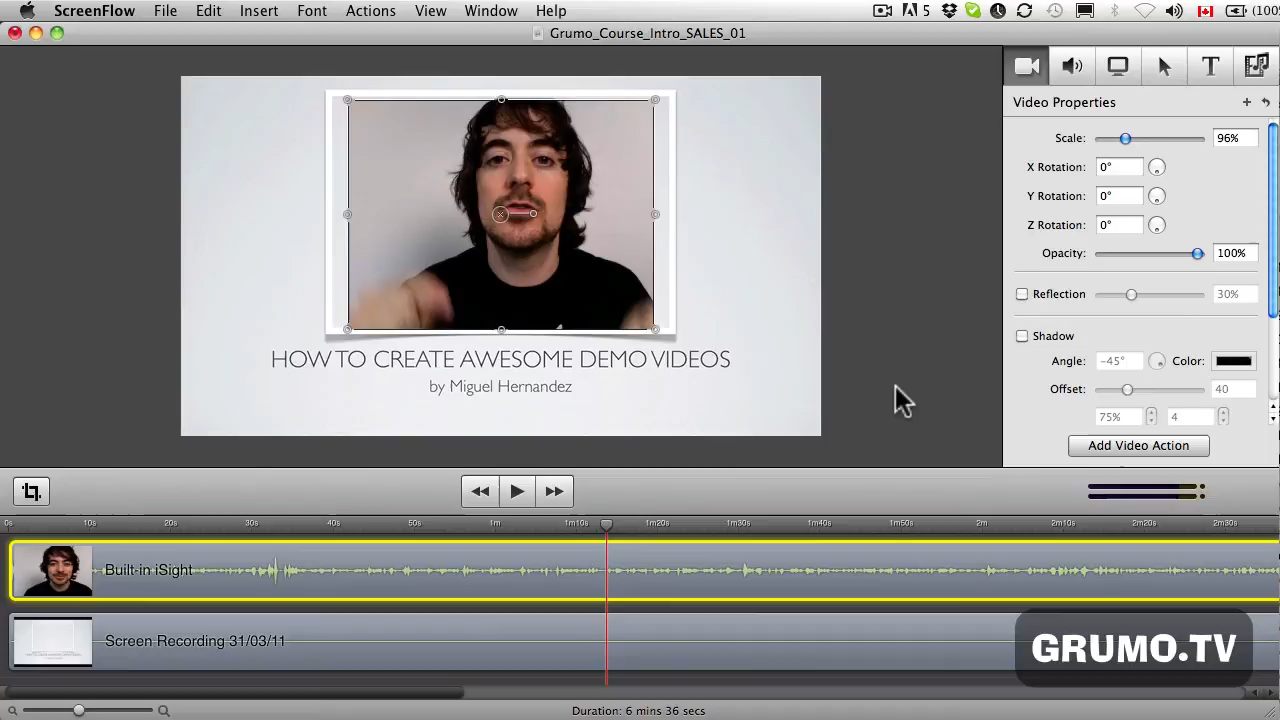 ScreenFlow File Edit Insert Font Actions View Window Help 5 (100
Grumo_Course_Intro_SALES_01
Video Properties
Scale: 96%
X Rotation: 0°
Y Rotation: 0°
Z Rotation: 0°
Opacity: 100%
Reflection 30%
Shadow
Angle: -45° Color:
Offset: 40
75% 4
Add Video Action
HOW TO CREATE AWESOME DEMO VIDEOS
by Miguel Hernandez
0s 10s 20s 30s 40s 50s 1m 1m10s 1m20s 1m30s 1m40s 1m50s 2m 2m10s 2m20s 2m30s
Built-in iSight
Screen Recording 31/03/11
GRUMO.TV
Duration: 6 mins 36 secs